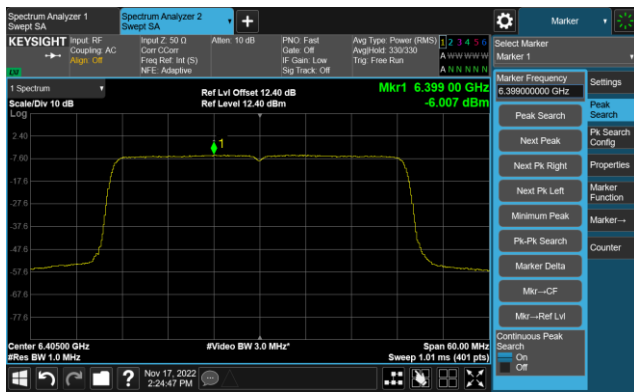 Spectrum Analyzer 1
Swept SA
Spectrum Analyzer 2
Swept SA
+
Marker
KEYSIGHT
Input: RF
Coupling: AC
Align: Off
Input Z: 50 Ω
Corr CCorr
Freq Ref: Int (S)
NFE: Adaptive
Atten: 10 dB
PNO: Fast
Gate: Off
IF Gain: Low
Sig Track: Off
Avg Type: Power (RMS)
Avg|Hold: 330/330
Trig: Free Run
1 2 3 4 5 6
A W W W W W
A N N N N N
Select Marker
Marker 1
1 Spectrum
Scale/Div 10 dB
Log
Ref Lvl Offset 12.40 dB
Ref Level 12.40 dBm
Mkr1 6.399 00 GHz
-6.007 dBm
2.40
-7.60
-17.6
-27.6
-37.6
-47.6
-57.6
-67.6
-77.6
1
Center 6.40500 GHz
#Res BW 1.0 MHz
#Video BW 3.0 MHz*
Span 60.00 MHz
Sweep 1.01 ms (401 pts)
Marker Frequency
6.399000000 GHz
Peak Search
Next Peak
Next Pk Right
Next Pk Left
Minimum Peak
Pk-Pk Search
Marker Delta
Mkr→CF
Mkr→Ref Lvl
Continuous Peak
Search
On
Off
Settings
Peak
Search
Pk Search
Config
Properties
Marker
Function
Marker→
Counter
?
Nov 17, 2022
2:24:47 PM